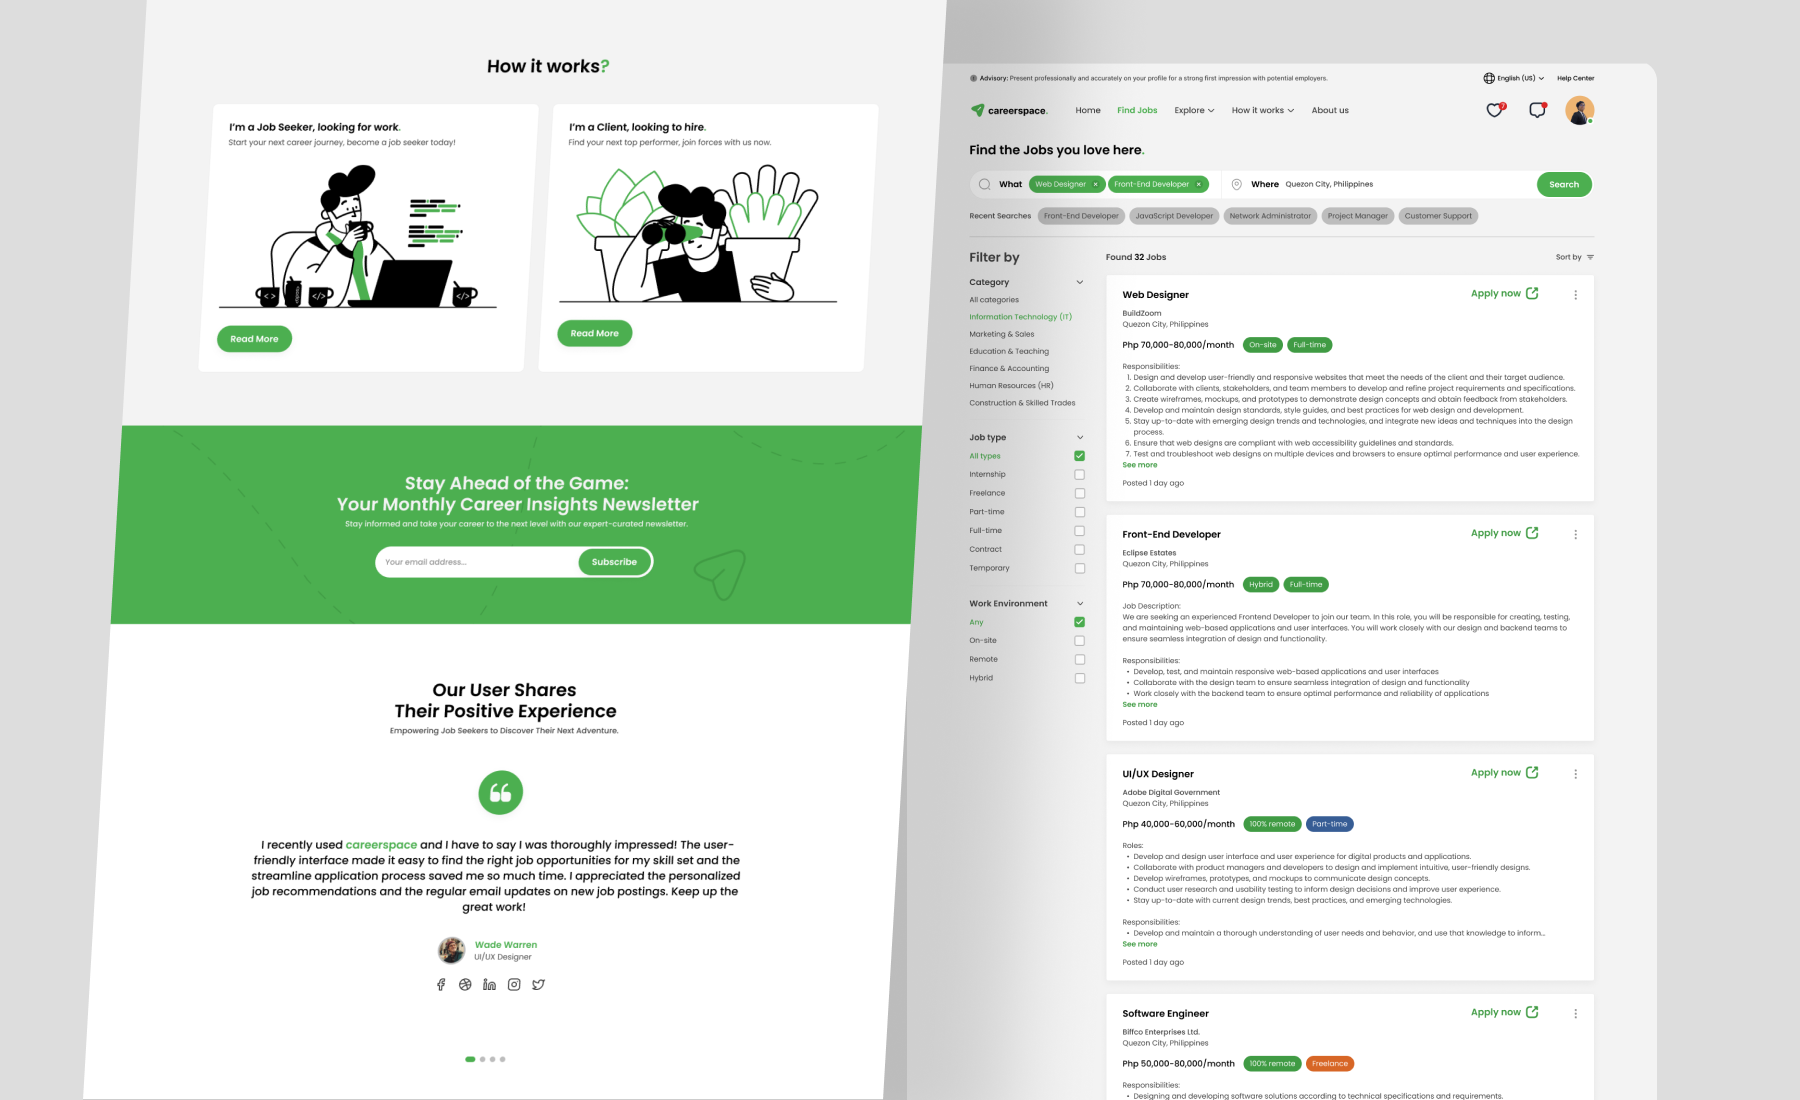 How it works?
I'm a Job Seeker, looking for work.
Start your next career journey, become a job seeker today!
Read More
I'm a Client, looking to hire.
Find your next top performer, join forces with us now.
Read More
Stay Ahead of the Game:
Your Monthly Career Insights Newsletter
Stay informed and take your career to the next level with our expert-curated newsletter.
Your email address...
Subscribe
Our User Shares
Their Positive Experience
Empowering Job Seekers to Discover Their Next Adventure.
I recently used careerspace and I have to say I was thoroughly impressed! The user-
friendly interface made it easy to find the right job opportunities for my skill set and the
streamline application process saved me so much time. I appreciated the personalized
job recommendations and the regular email updates on new job postings. Keep up the
great work!
Wade Warren
UI/UX Designer
Advisory: Present professionally and accurately on your profile for a strong first impression with potential employers.
English (US)
Help Center
careerspace.
Home
Find Jobs
Explore
How it works
About us
Find the Jobs you love here.
What
Web Designer ×
Front-End Developer ×
Where
Quezon City, Philippines
Search
Recent Searches
Front-End Developer
JavaScript Developer
Network Administrator
Project Manager
Customer Support
Filter by
Category
All categories
Information Technology (IT)
Marketing & Sales
Education & Teaching
Finance & Accounting
Human Resources (HR)
Construction & Skilled Trades
Job type
All types
Internship
Freelance
Part-time
Full-time
Contract
Temporary
Work Environment
Any
On-site
Remote
Hybrid
Found 32 Jobs
Sort by
Web Designer
Apply now
BuildZoom
Quezon City, Philippines
Php 70,000-80,000/month
On-site
Full-time
Responsibilities:
1. Design and develop user-friendly and responsive websites that meet the needs of the client and their target audience.
2. Collaborate with clients, stakeholders, and team members to develop and refine project requirements and specifications.
3. Create wireframes, mockups, and prototypes to demonstrate design concepts and obtain feedback from stakeholders.
4. Develop and maintain design standards, style guides, and best practices for web design and development.
5. Stay up-to-date with emerging design trends and technologies, and integrate new ideas and techniques into the design
process.
6. Ensure that web designs are compliant with web accessibility guidelines and standards.
7. Test and troubleshoot web designs on multiple devices and browsers to ensure optimal performance and user experience.
See more
Posted 1 day ago
Front-End Developer
Apply now
Eclipse Estates
Quezon City, Philippines
Php 70,000-80,000/month
Hybrid
Full-time
Job Description:
We are seeking an experienced Frontend Developer to join our team. In this role, you will be responsible for creating, testing,
and maintaining web-based applications and user interfaces. You will work closely with our design and backend teams to
ensure seamless integration of design and functionality.
Responsibilities:
• Develop, test, and maintain responsive web-based applications and user interfaces
• Collaborate with the design team to ensure seamless integration of design and functionality
• Work closely with the backend team to ensure optimal performance and reliability of applications
See more
Posted 1 day ago
UI/UX Designer
Apply now
Adobe Digital Government
Quezon City, Philippines
Php 40,000-60,000/month
100% remote
Part-time
Roles:
• Develop and design user interface and user experience for digital products and applications.
• Collaborate with product managers and developers to design and implement intuitive, user-friendly designs.
• Develop wireframes, prototypes, and mockups to communicate design concepts.
• Conduct user research and usability testing to inform design decisions and improve user experience.
• Stay up-to-date with current design trends, best practices, and emerging technologies.
Responsibilities:
• Develop and maintain a thorough understanding of user needs and behavior, and use that knowledge to inform...
See more
Posted 1 day ago
Software Engineer
Apply now
Biffco Enterprises Ltd.
Quezon City, Philippines
Php 50,000-80,000/month
100% remote
Freelance
Responsibilities:
• Designing and developing software solutions according to technical specifications and requirements.